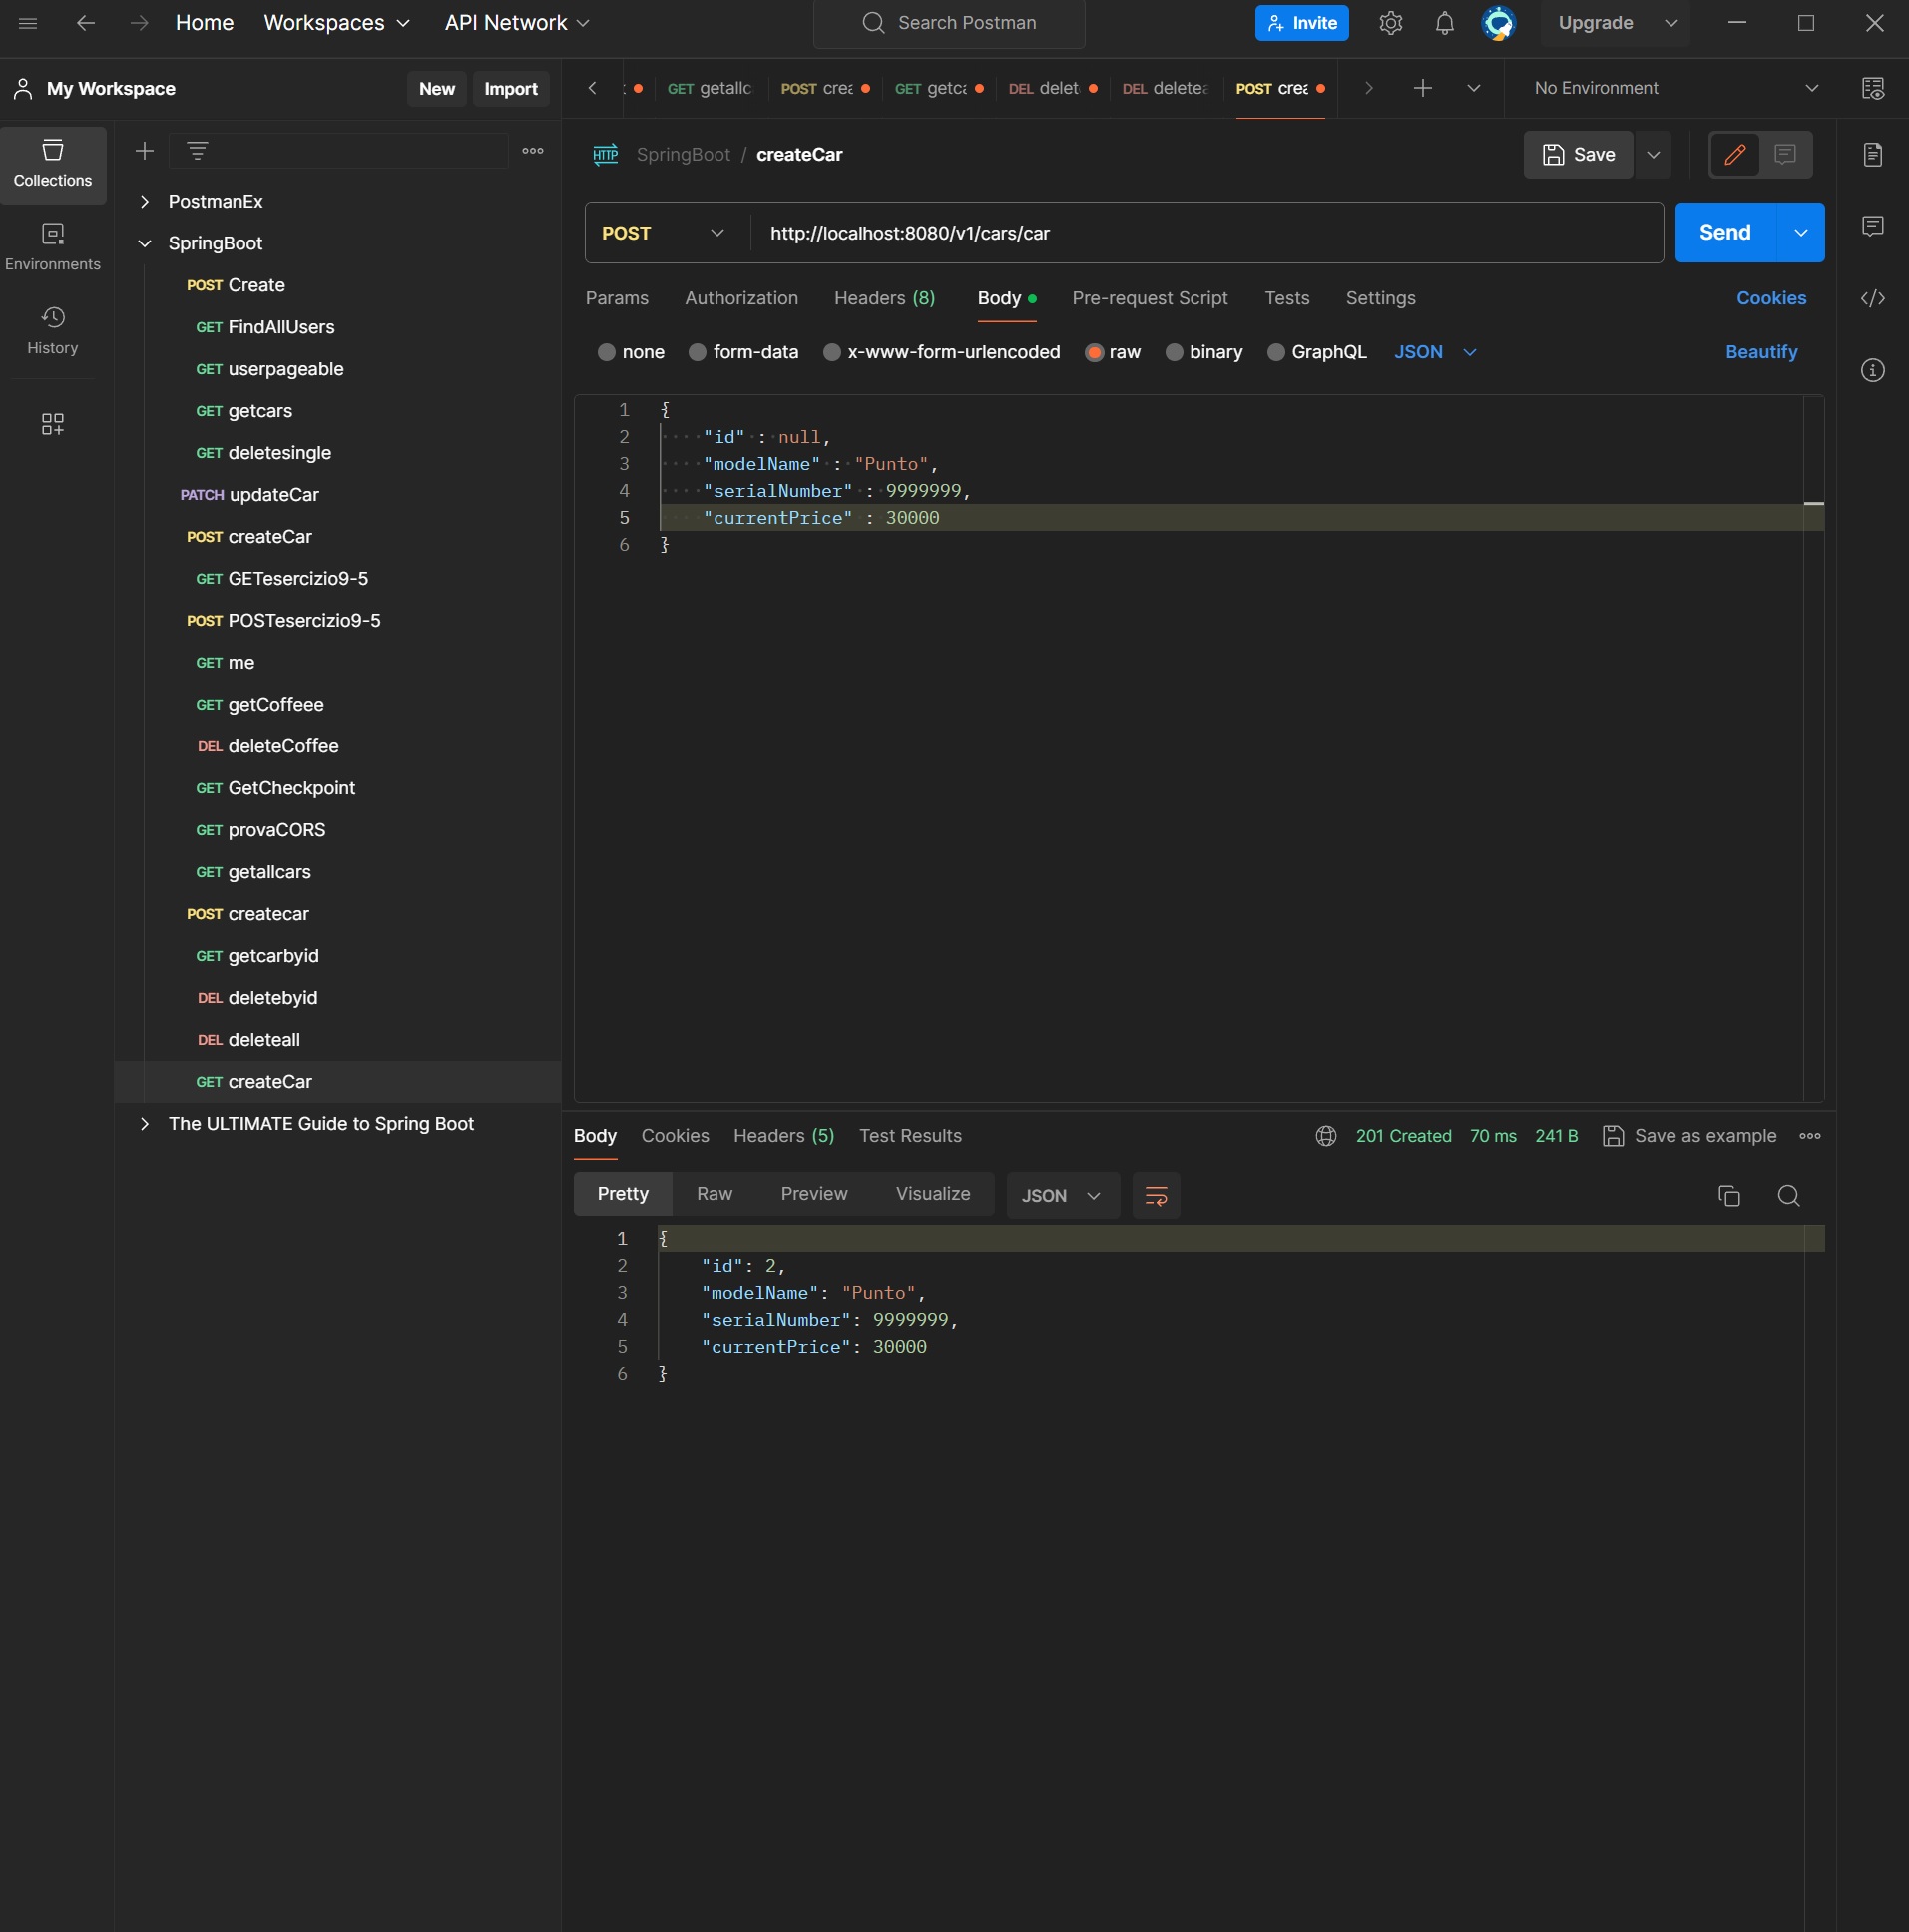 Home Workspaces API Network Search Postman Invite Upgrade
My Workspace New Import GET getallc POST crea GET getca DEL delet DEL deletea POST crea No Environment
Collections
Environments
History
PostmanEx
SpringBoot
POST Create
GET FindAllUsers
GET userpageable
GET getcars
GET deletesingle
PATCH updateCar
POST createCar
GET GETesercizio9-5
POST POSTesercizio9-5
GET me
GET getCoffeee
DEL deleteCoffee
GET GetCheckpoint
GET provaCORS
GET getallcars
POST createcar
GET getcarbyid
DEL deletebyid
DEL deleteall
GET createCar
The ULTIMATE Guide to Spring Boot
HTTP SpringBoot / createCar Save
POST http://localhost:8080/v1/cars/car Send
Params Authorization Headers (8) Body Pre-request Script Tests Settings Cookies
none form-data x-www-form-urlencoded raw binary GraphQL JSON Beautify
1 {
2 "id" : null,
3 "modelName" : "Punto",
4 "serialNumber" : 9999999,
5 "currentPrice" : 30000
6 }
Body Cookies Headers (5) Test Results 201 Created 70 ms 241 B Save as example
Pretty Raw Preview Visualize JSON
1 {
2 "id": 2,
3 "modelName": "Punto",
4 "serialNumber": 9999999,
5 "currentPrice": 30000
6 }